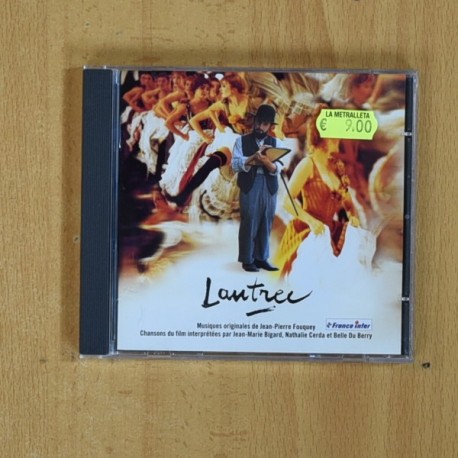 LA METRALLETA
€ 9.00
Lautrec
Musiques originales de Jean-Pierre Fouquey
France Inter
Chansons du film interprétées par Jean-Marie Bigard, Nathalie Cerda et Belle Du Berry